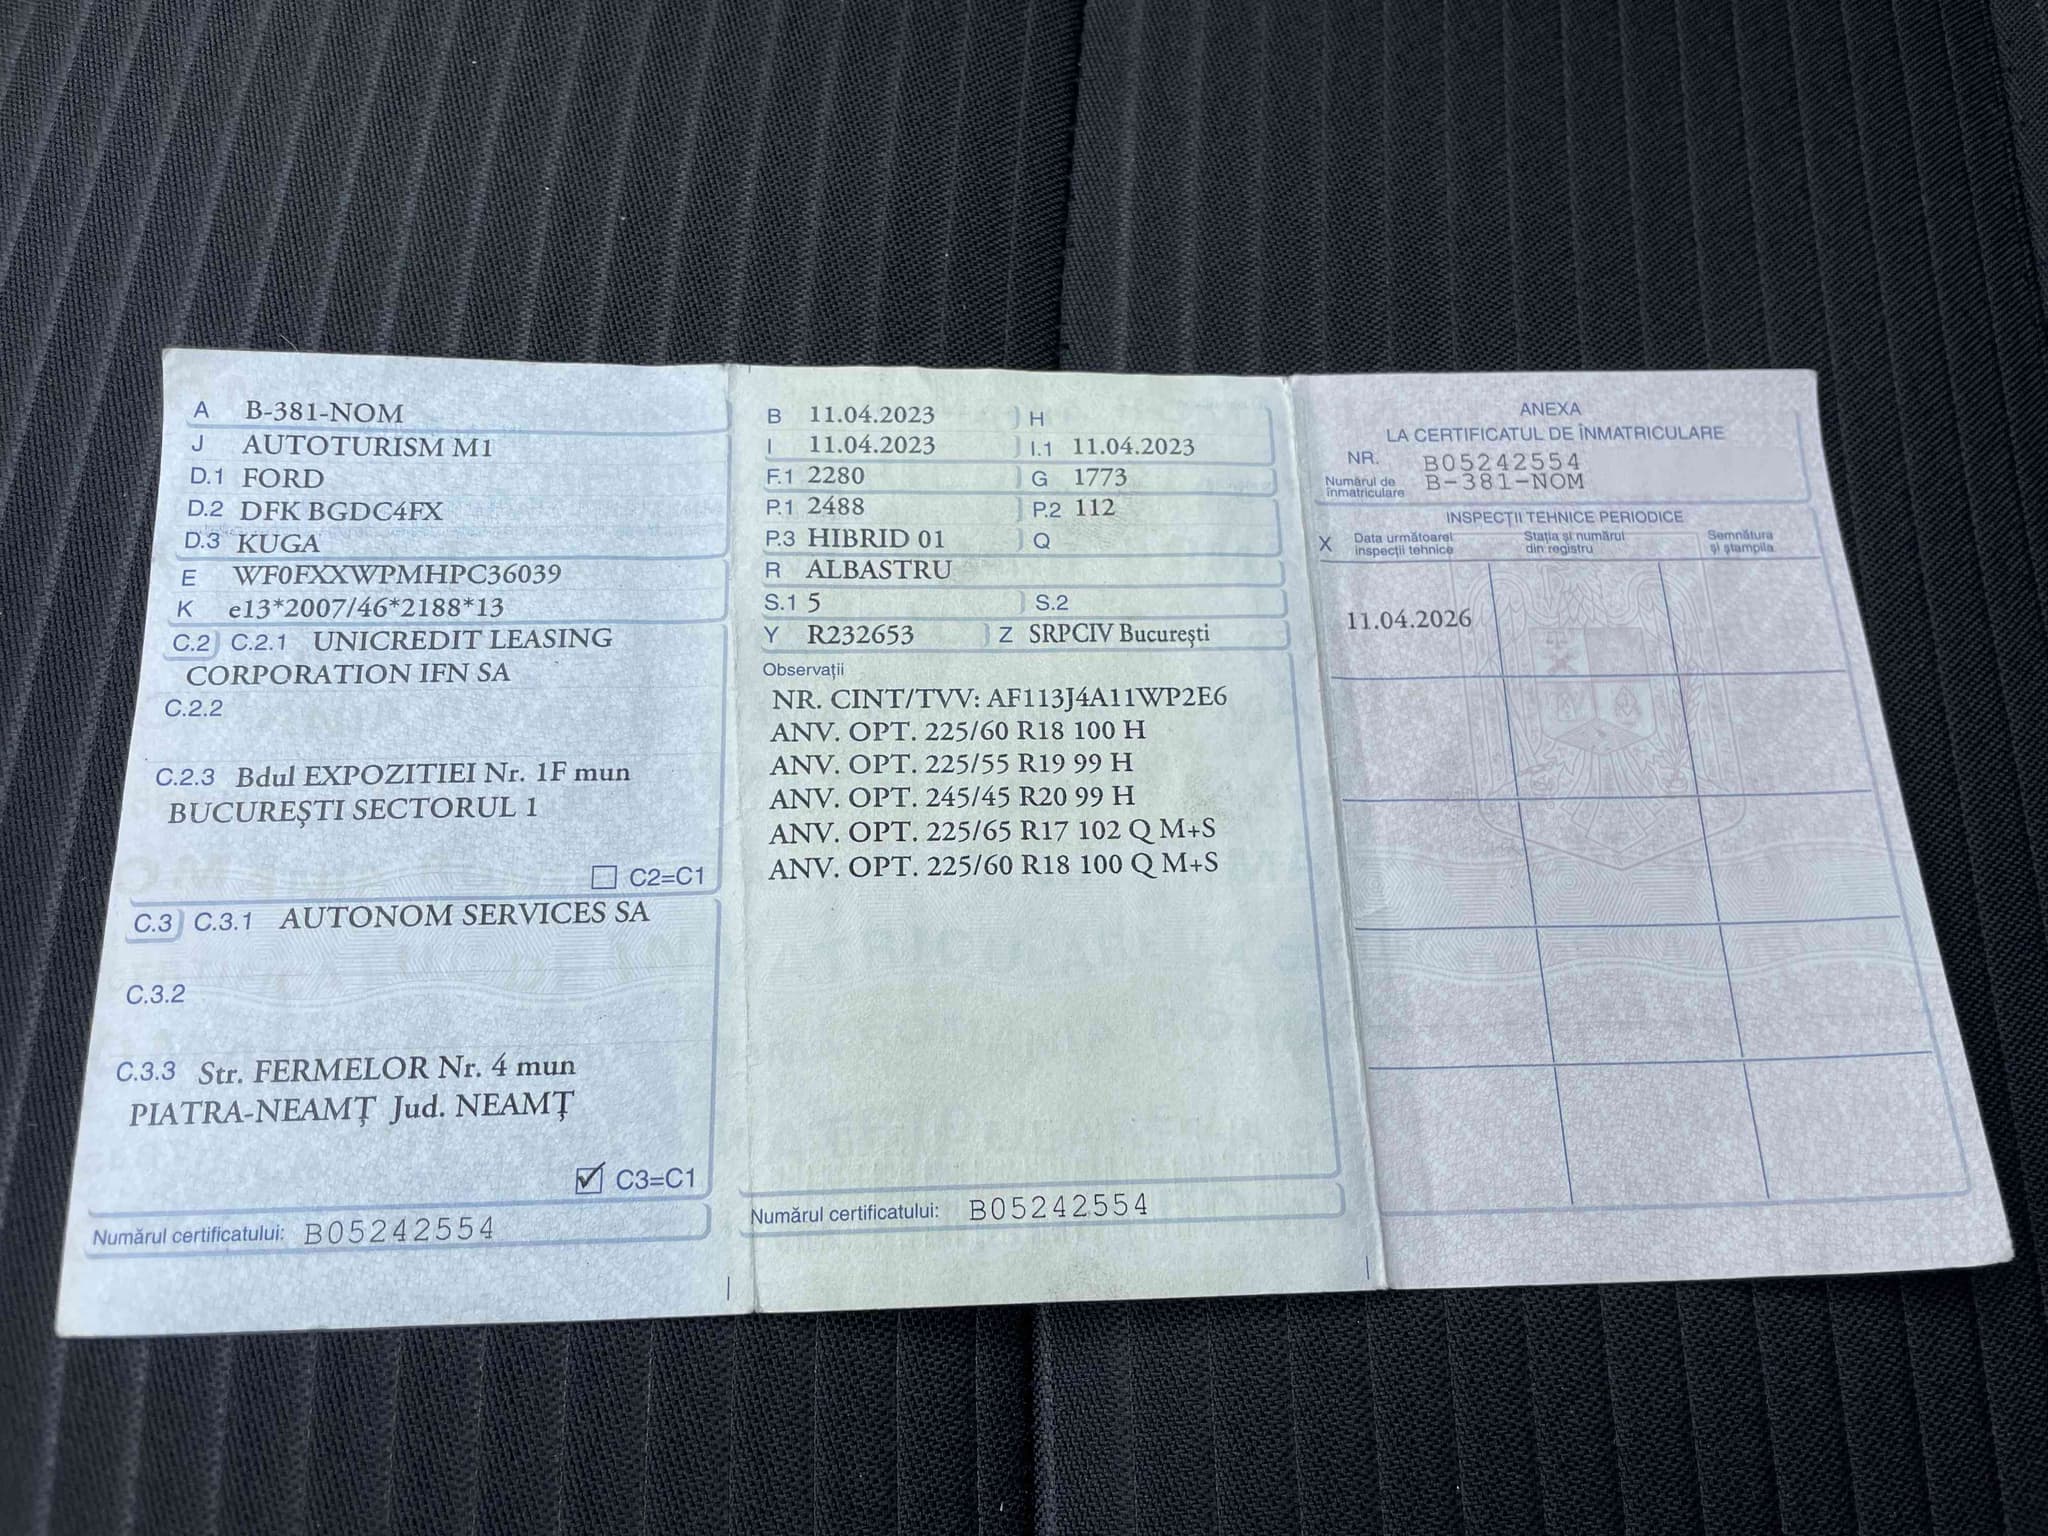 A B-381-NOM
J AUTOTURISM M1
D.1 FORD
D.2 DFK BGDC4FX
D.3 KUGA
E WF0FXXWPMHPC36039
K e13*2007/46*2188*13
C.2 C.2.1 UNICREDIT LEASING
CORPORATION IFN SA
C.2.2
C.2.3 Bdul EXPOZITIEI Nr. 1F mun
BUCUREŞTI SECTORUL 1
C2=C1
C.3 C.3.1 AUTONOM SERVICES SA
C.3.2
C.3.3 Str. FERMELOR Nr. 4 mun
PIATRA-NEAMŢ Jud. NEAMŢ
C3=C1
Numărul certificatului: B05242554
B 11.04.2023 H
I 11.04.2023 I.1 11.04.2023
F.1 2280 G 1773
P.1 2488 P.2 112
P.3 HIBRID 01 Q
R ALBASTRU
S.1 5 S.2
Y R232653 Z SRPCIV Bucureşti
Observaţii
NR. CINT/TVV: AF113J4A11WP2E6
ANV. OPT. 225/60 R18 100 H
ANV. OPT. 225/55 R19 99 H
ANV. OPT. 245/45 R20 99 H
ANV. OPT. 225/65 R17 102 Q M+S
ANV. OPT. 225/60 R18 100 Q M+S
Numărul certificatului: B05242554
ANEXA
LA CERTIFICATUL DE ÎNMATRICULARE
NR. B05242554
Numărul de
înmatriculare B-381-NOM
INSPECŢII TEHNICE PERIODICE
X Data următoarei
inspecţii tehnice
Staţia şi numărul
din registru
Semnătura
şi ştampila
11.04.2026